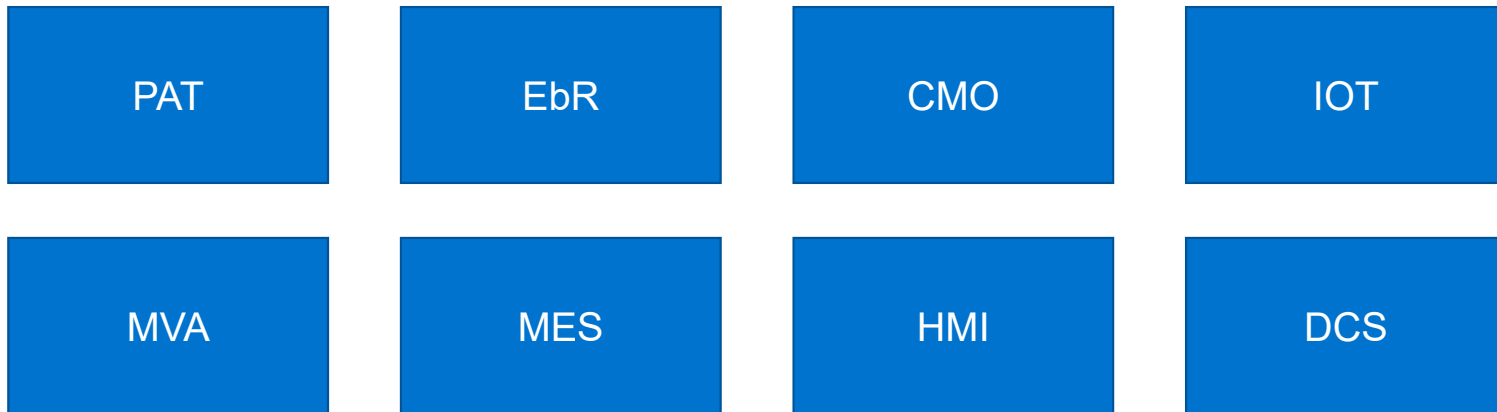 PAT
EbR
CMO
IOT
MVA
MES
HMI
DCS